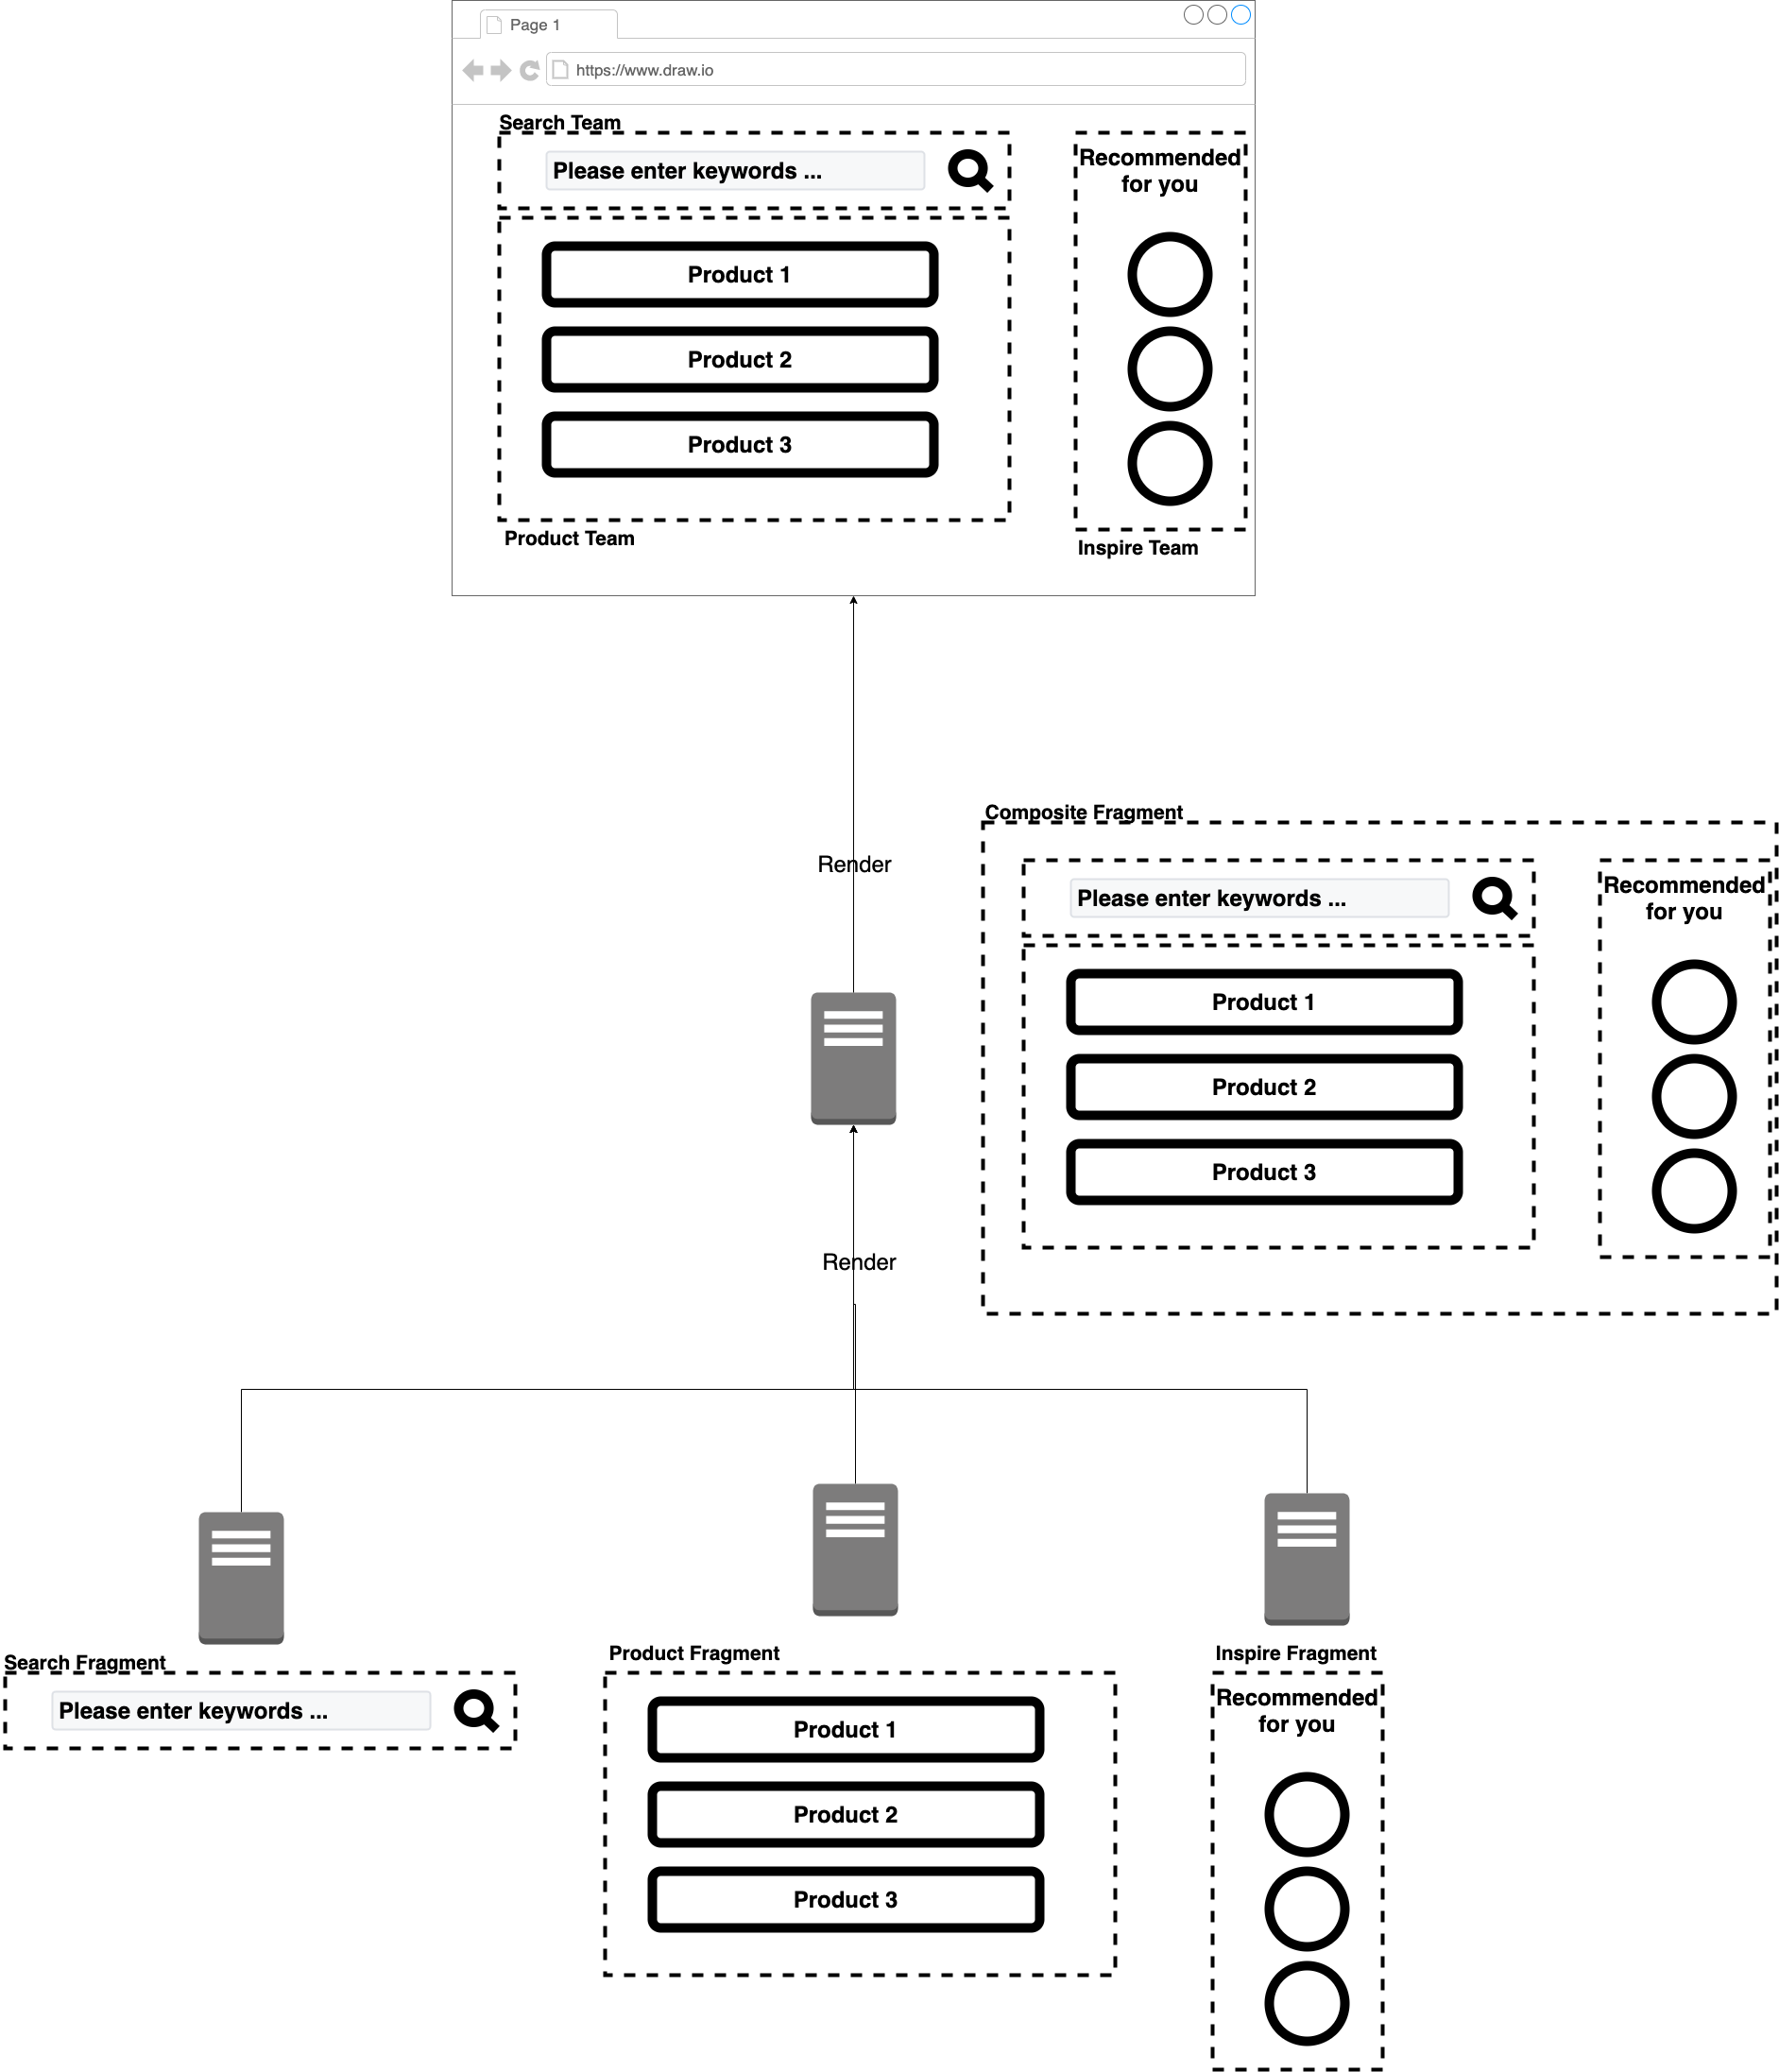 Page 1
https://www.draw.io
Search Team
Please enter keywords ...
Product 1
Product 2
Product 3
Product Team
Recommended
for you
Inspire Team
Render
Composite Fragment
Please enter keywords ...
Product 1
Product 2
Product 3
Recommended
for you
Render
Search Fragment
Please enter keywords ...
Product Fragment
Product 1
Product 2
Product 3
Inspire Fragment
Recommended
for you